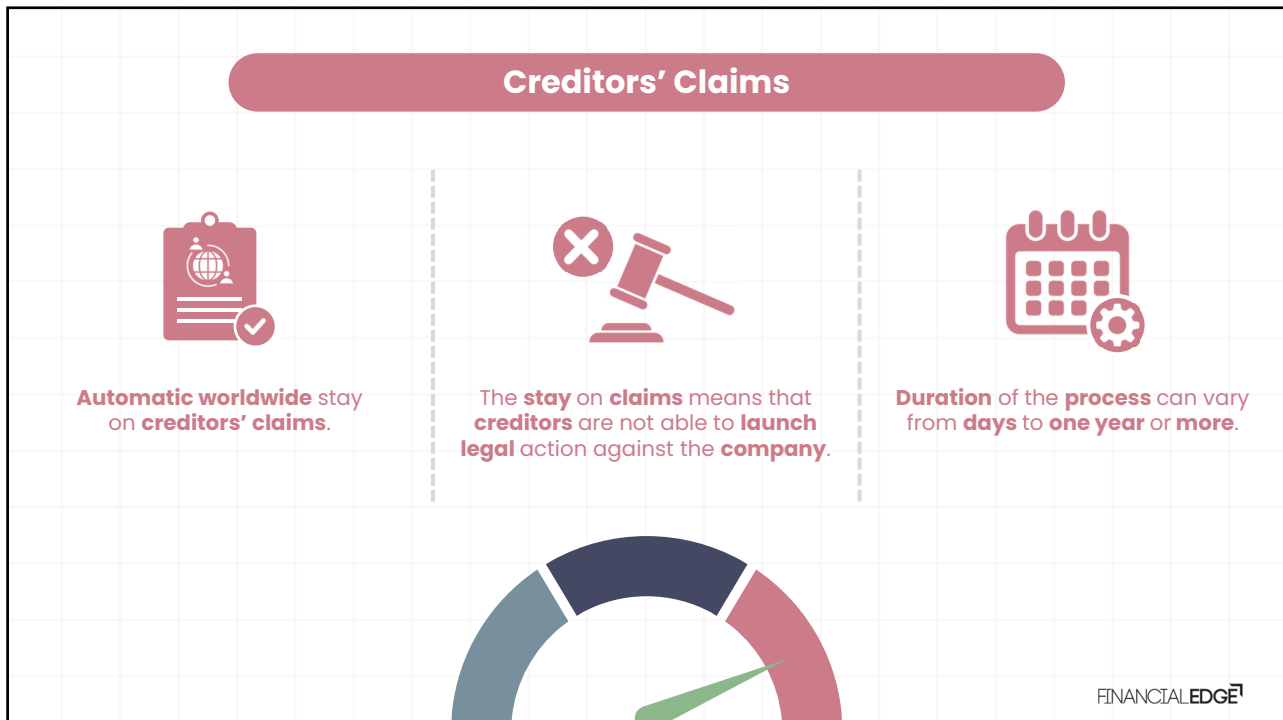 Creditors’ Claims
Automatic worldwide stay
on creditors’ claims.
The stay on claims means that
creditors are not able to launch
legal action against the company.
Duration of the process can vary
from days to one year or more.
FINANCIALEDGE